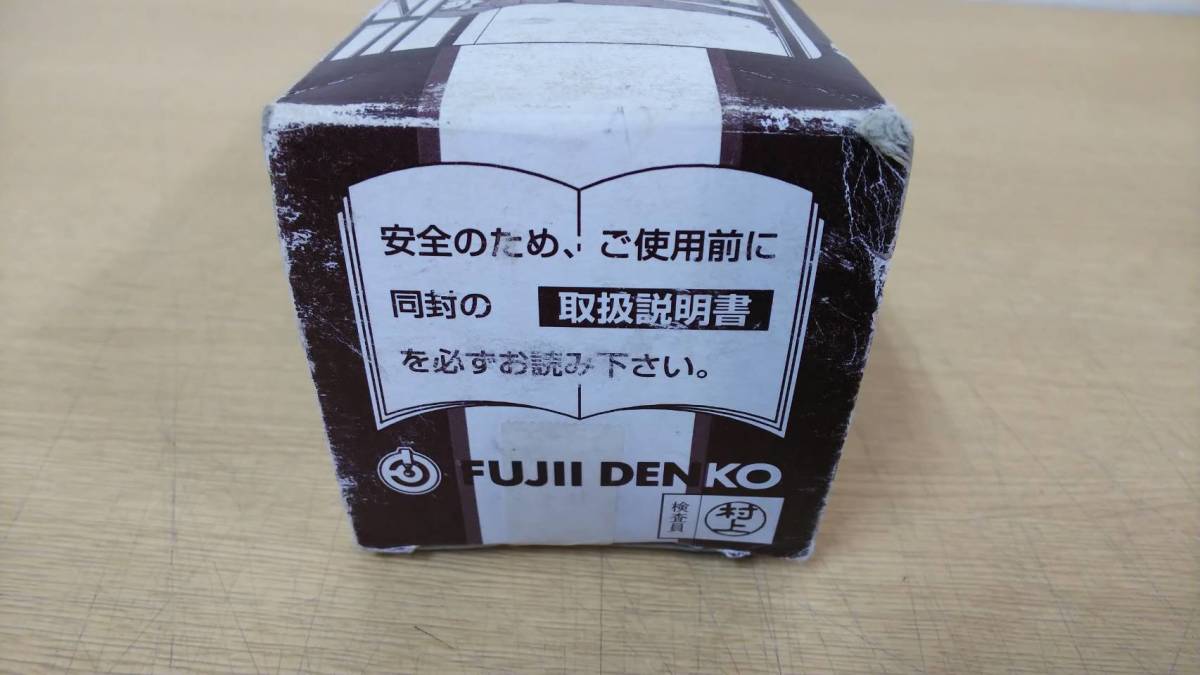 安全のため、ご使用前に
同封の 取扱説明書
を必ずお読み下さい。
FUJII DENKO
検査員
村上